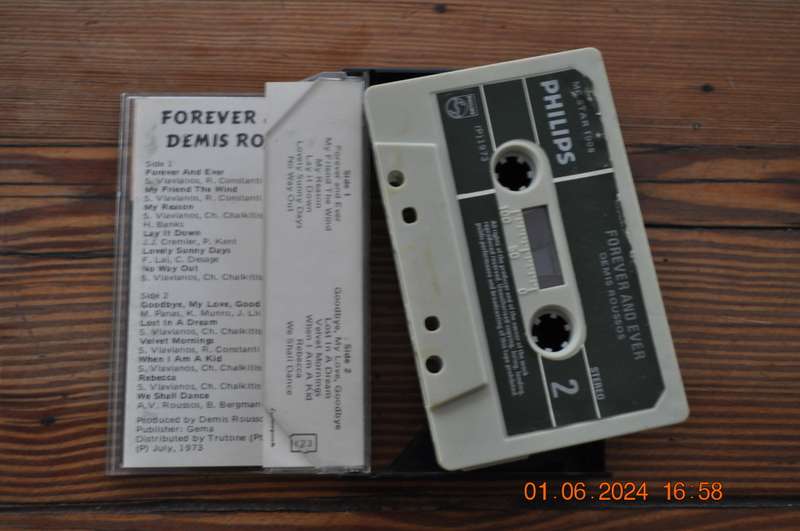 FOREVER
DEMIS RO
Side 1
Forever And Ever
S. Vlavianos, R. Constanti
My Friend The Wind
S. Vlavianos, R. Constanti
My Reason
S. Vlavianos, Ch. Chalkitis
H. Banks
Lay It Down
J.J. Cremier, P. Kent
Lovely Sunny Days
F. Lai, C. Desage
No Way Out
S. Vlavianos, Ch. Chalkitis
Side 2
Goodbye, My Love, Good
M. Panas, K. Munro, J. Llo
Lost In A Dream
S. Vlavianos, Ch. Chalkitis
Velvet Mornings
S. Vlavianos, R. Constanti
When I Am A Kid
S. Vlavianos, Ch. Chalkitis
Rebecca
S. Vlavianos, Ch. Chalkitis
We Shall Dance
A.V. Roussos, B. Bergman
Produced by Demis Rousso
Publisher: Gema
Distributed by Trutone (Pt
(P) July, 1973
Side 1
Forever and Ever
My Friend The Wind
My Reason
Lay It Down
Lovely Sunny Days
No Way Out
Side 2
Goodbye, My Love, Goodbye
Lost In A Dream
Velvet Mornings
When I Am A Kid
Rebecca
We Shall Dance
PHILIPS
(P) 1973
FOREVER AND EVER
DEMIS ROUSSOS
100 50 0
STEREO
2
01.06.2024 16:58